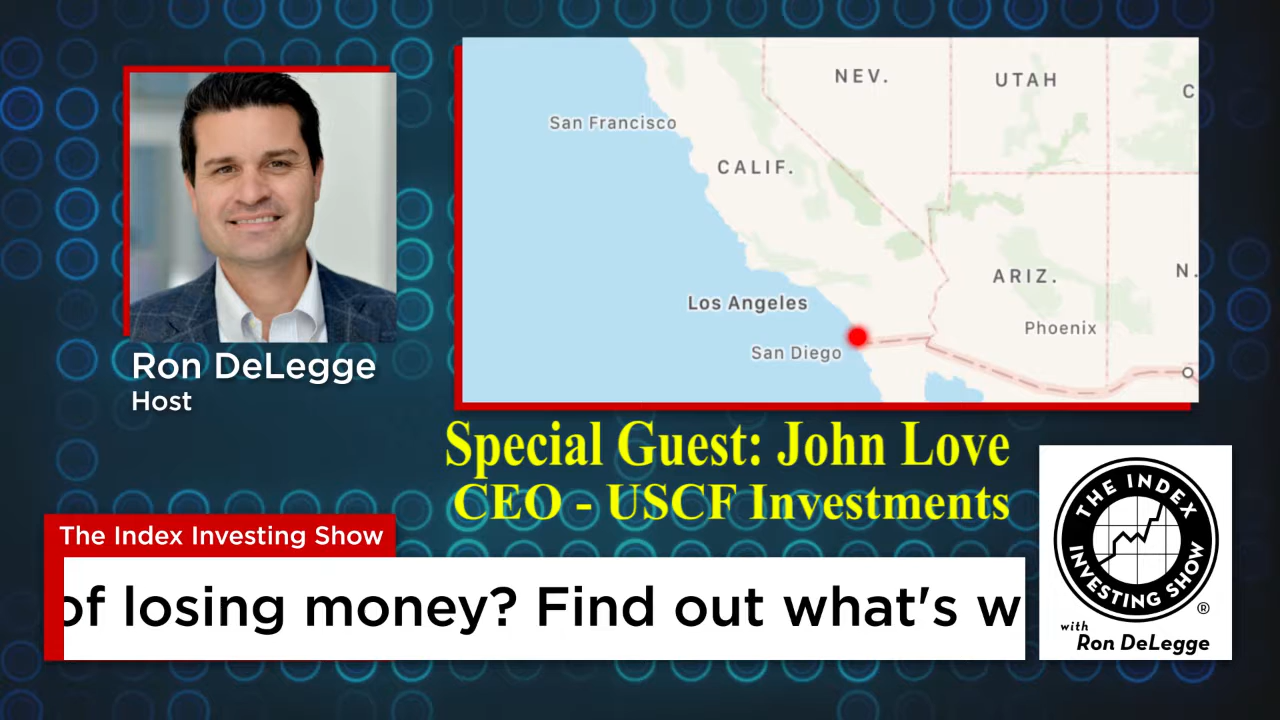 NEV.
UTAH
C
San Francisco
CALIF.
ARIZ.
N.
Los Angeles
Phoenix
San Diego
Ron DeLegge
Host
Special Guest: John Love
CEO - USCF Investments
The Index Investing Show
of losing money? Find out what's w
THE INDEX
INVESTING SHOW
®
with
Ron DeLegge